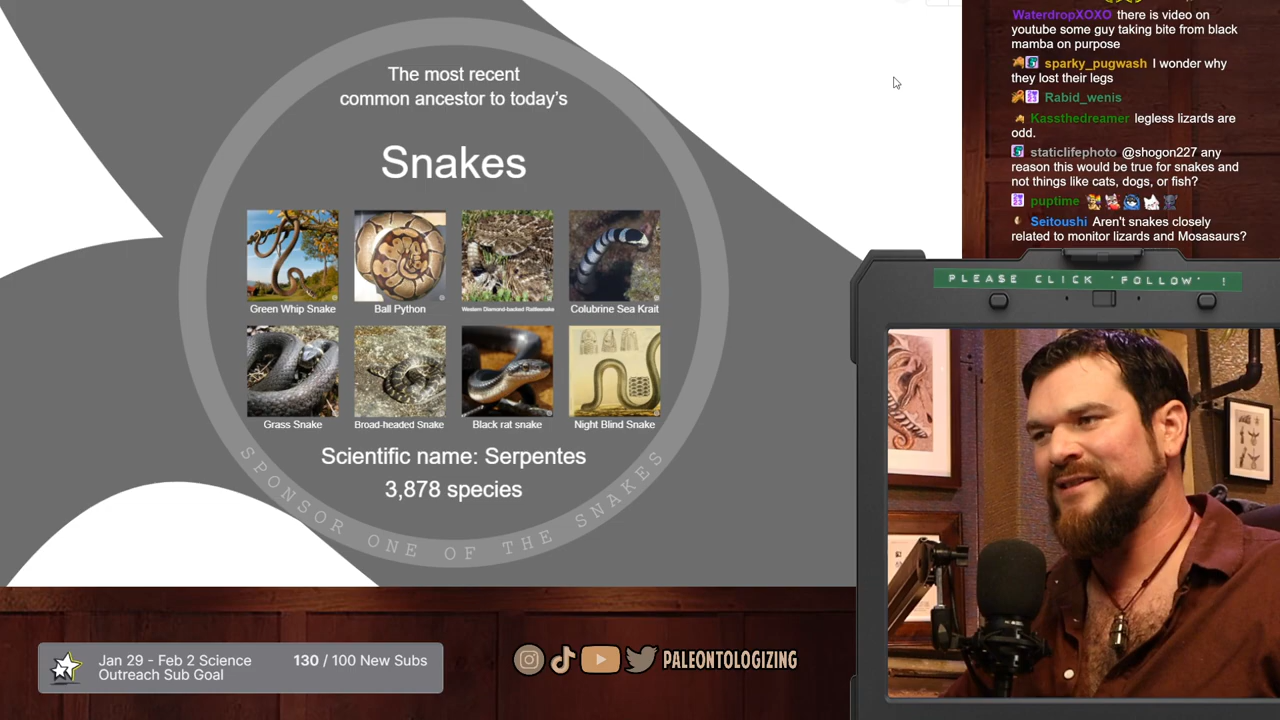 The most recent
common ancestor to today's
Snakes
Green Whip Snake
Ball Python
Western Diamond-backed Rattlesnake
Colubrine Sea Krait
Grass Snake
Broad-headed Snake
Black rat snake
Night Blind Snake
Scientific name: Serpentes
3,878 species
SPONSOR ONE OF THE SNAKES
WaterdropXOXO there is video on
youtube some guy taking bite from black
mamba on purpose
sparky_pugwash I wonder why
they lost their legs
Rabid_wenis
Kassthedreamer legless lizards are
odd.
staticlifephoto @shogon227 any
reason this would be true for snakes and
not things like cats, dogs, or fish?
puptime
Seitoushi Aren't snakes closely
related to monitor lizards and Mosasaurs?
PLEASE CLICK "FOLLOW" !
Jan 29 - Feb 2 Science
Outreach Sub Goal
130 / 100 New Subs
PALEONTOLOGIZING